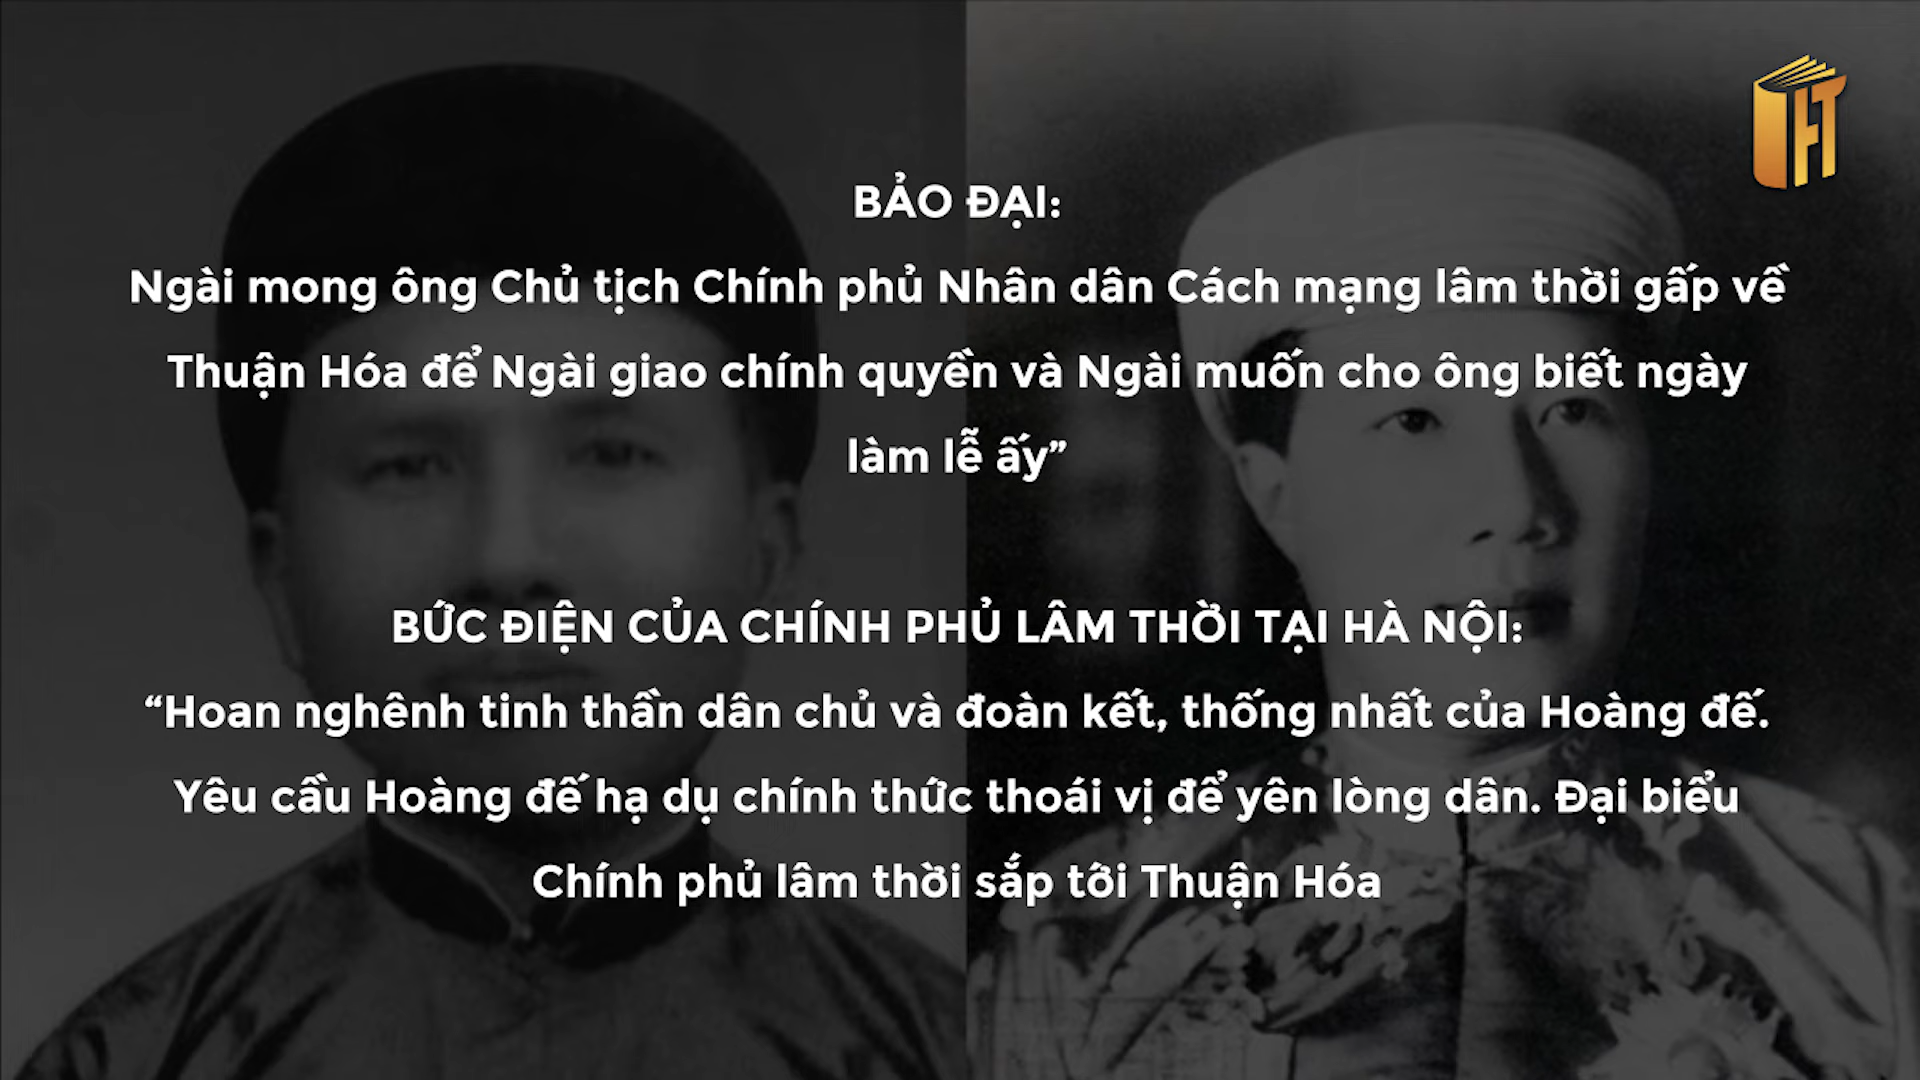 BẢO ĐẠI:
Ngài mong ông Chủ tịch Chính phủ Nhân dân Cách mạng lâm thời gấp về
Thuận Hóa để Ngài giao chính quyền và Ngài muốn cho ông biết ngày
làm lễ ấy”
BỨC ĐIỆN CỦA CHÍNH PHỦ LÂM THỜI TẠI HÀ NỘI:
“Hoan nghênh tinh thần dân chủ và đoàn kết, thống nhất của Hoàng đế.
Yêu cầu Hoàng đế hạ dụ chính thức thoái vị để yên lòng dân. Đại biểu
Chính phủ lâm thời sắp tới Thuận Hóa